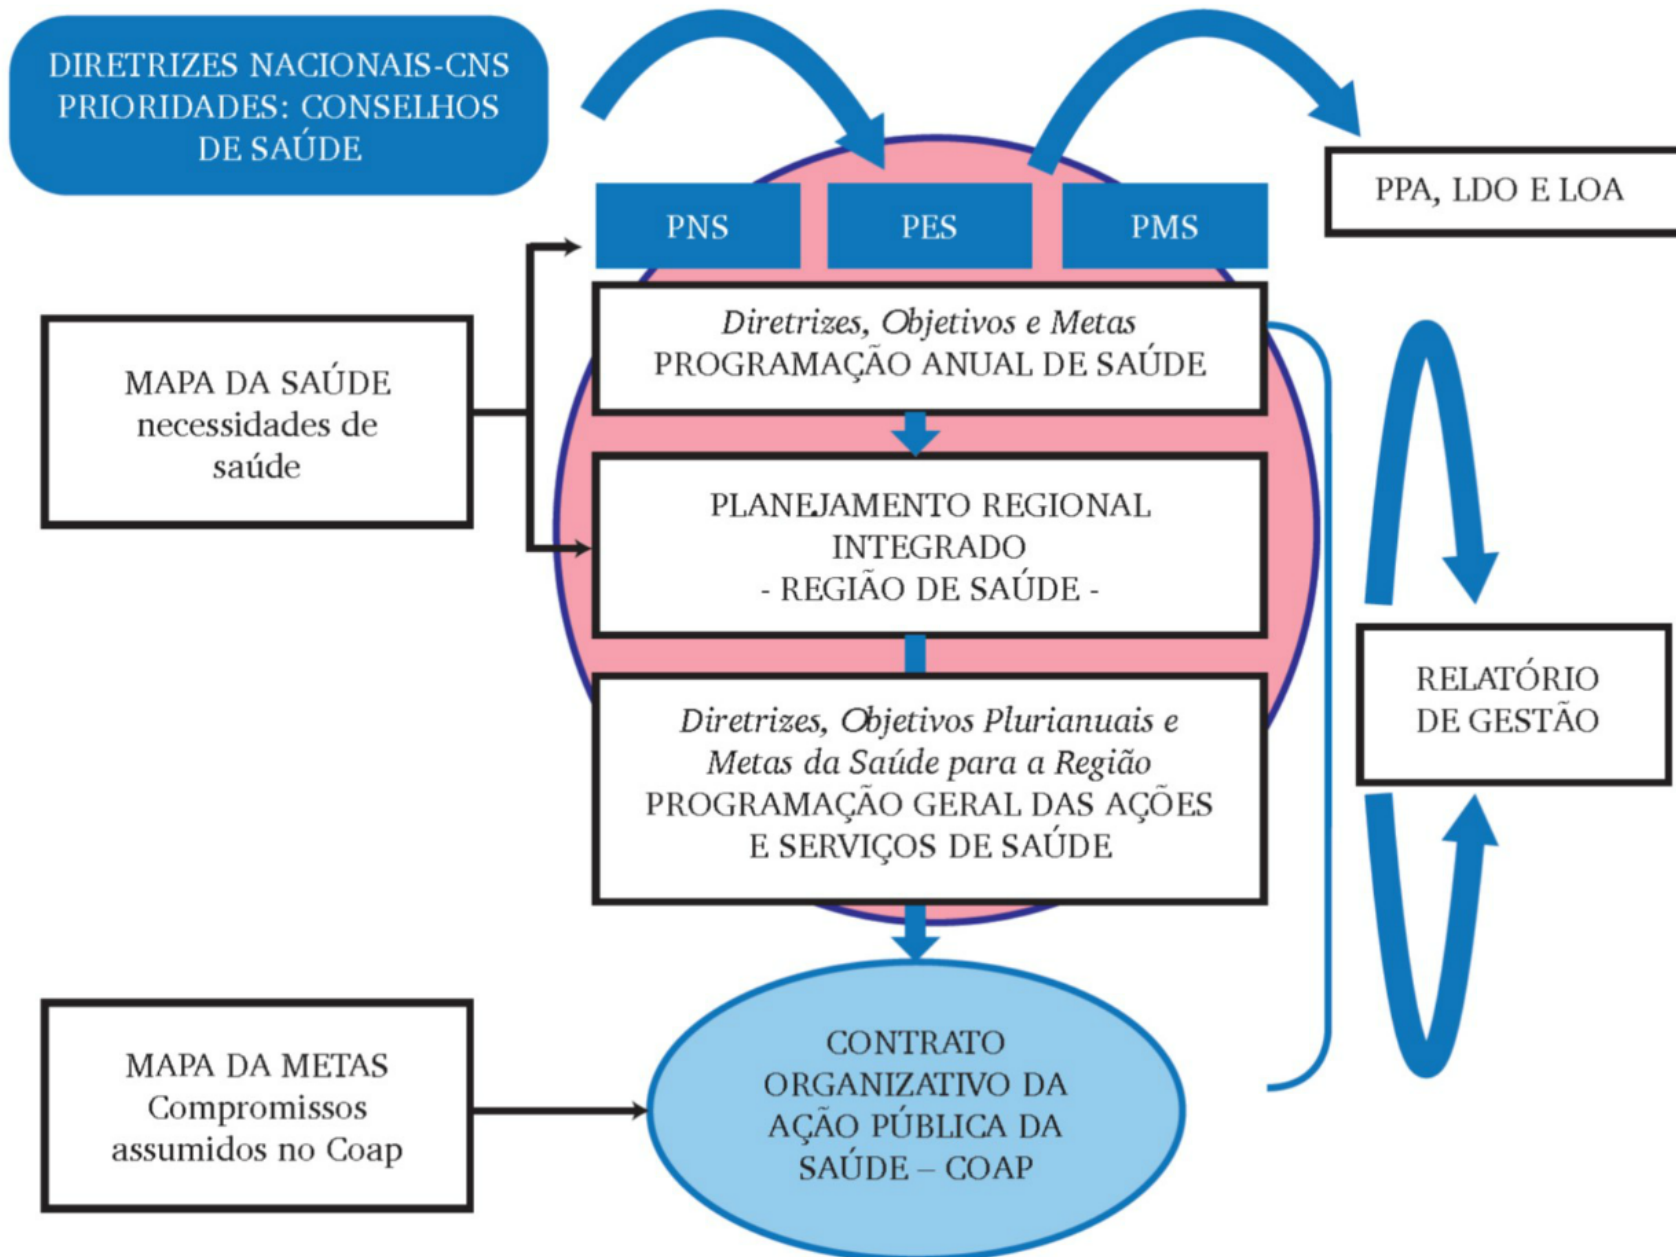 DIRETRIZES NACIONAIS-CNS
PRIORIDADES: CONSELHOS
DE SAÚDE
PPA, LDO E LOA
PNS
PES
PMS
Diretrizes, Objetivos e Metas
PROGRAMAÇÃO ANUAL DE SAÚDE
MAPA DA SAÚDE
necessidades de
saúde
PLANEJAMENTO REGIONAL
INTEGRADO
- REGIÃO DE SAÚDE -
Diretrizes, Objetivos Plurianuais e
Metas da Saúde para a Região
PROGRAMAÇÃO GERAL DAS AÇÕES
E SERVIÇOS DE SAÚDE
RELATÓRIO
DE GESTÃO
MAPA DA METAS
Compromissos
assumidos no Coap
CONTRATO
ORGANIZATIVO DA
AÇÃO PÚBLICA DA
SAÚDE – COAP